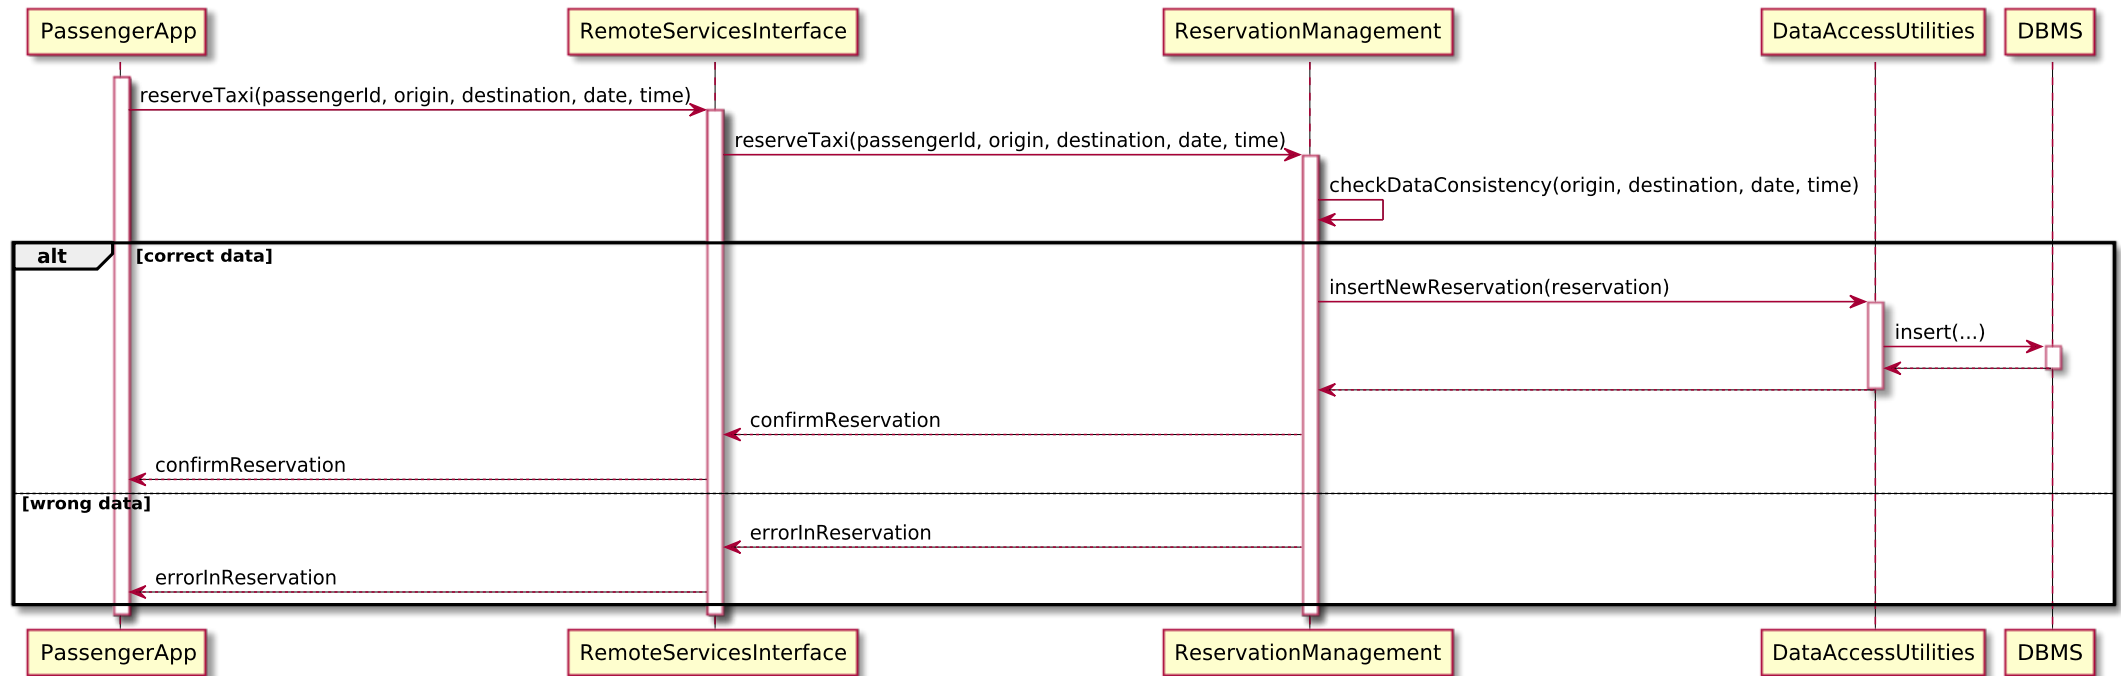 PassengerApp
RemoteServicesInterface
ReservationManagement
DataAccessUtilities
DBMS
reserveTaxi(passengerId, origin, destination, date, time)
reserveTaxi(passengerId, origin, destination, date, time)
checkDataConsistency(origin, destination, date, time)
alt
[correct data]
insertNewReservation(reservation)
insert(...)
confirmReservation
confirmReservation
[wrong data]
errorInReservation
errorInReservation
PassengerApp
RemoteServicesInterface
ReservationManagement
DataAccessUtilities
DBMS